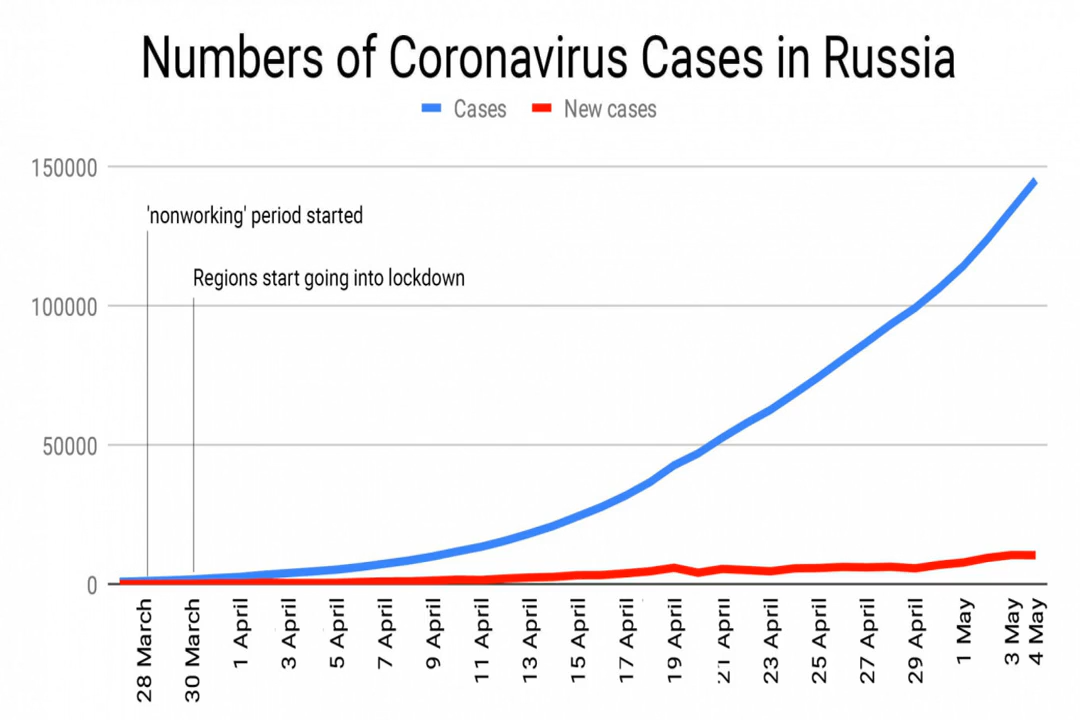 Numbers of Coronavirus Cases in Russia
Cases New cases
150000
'nonworking' period started
Regions start going into lockdown
100000
50000
0
28 March
30 March
1 April
3 April
5 April
7 April
9 April
11 April
13 April
15 April
17 April
19 April
21 April
23 April
25 April
27 April
29 April
1 May
3 May
4 May